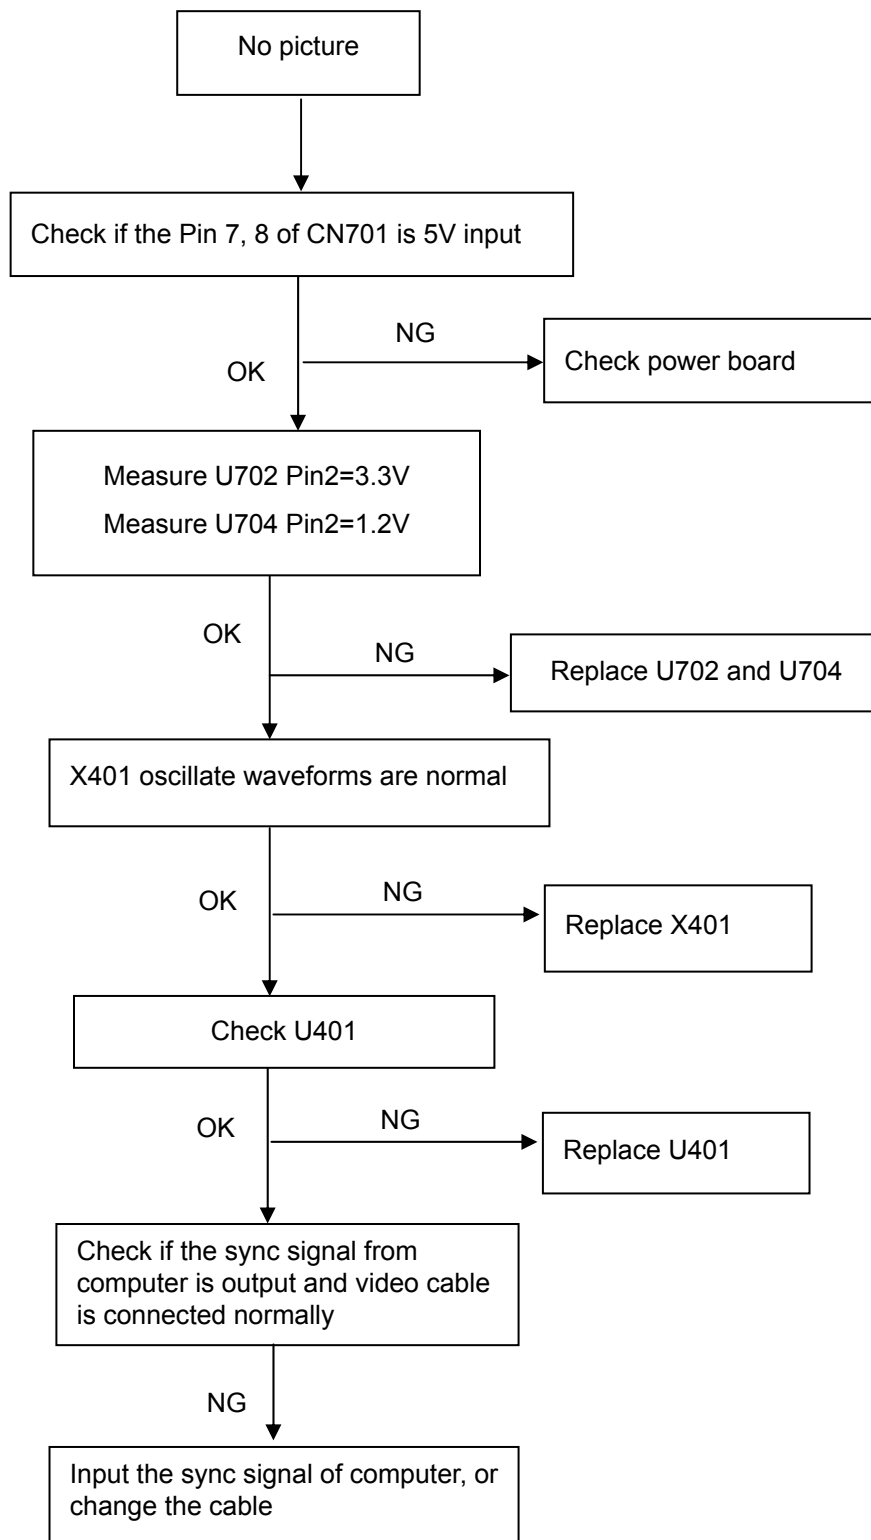 No picture
Check if the Pin 7, 8 of CN701 is 5V input
NG
OK
Check power board
Measure U702 Pin2=3.3V
Measure U704 Pin2=1.2V
OK
NG
Replace U702 and U704
X401 oscillate waveforms are normal
OK
NG
Replace X401
Check U401
OK
NG
Replace U401
Check if the sync signal from
computer is output and video cable
is connected normally
NG
Input the sync signal of computer, or
change the cable